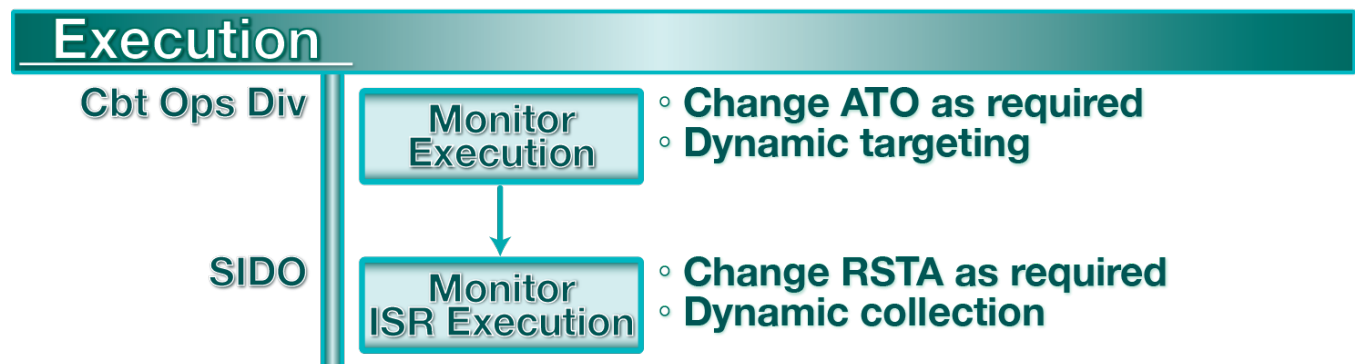 Execution
Cbt Ops Div
Monitor
Execution
◦ Change ATO as required
◦ Dynamic targeting
SIDO
Monitor
ISR Execution
◦ Change RSTA as required
◦ Dynamic collection